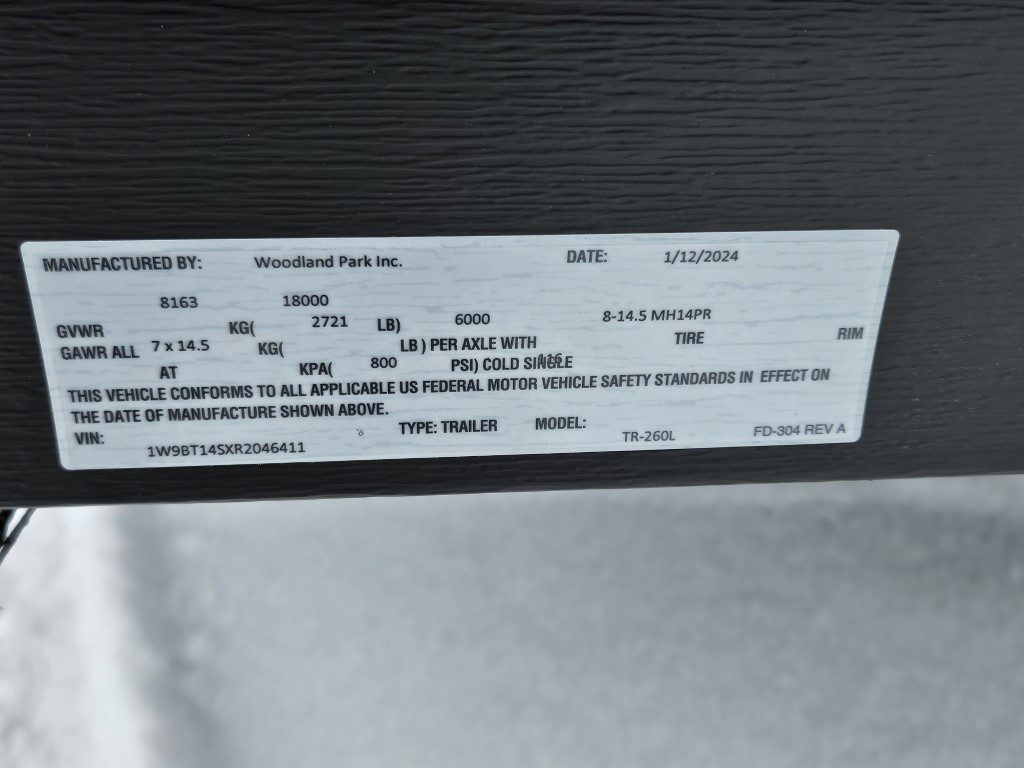 MANUFACTURED BY: Woodland Park Inc. DATE: 1/12/2024
8163 18000
GVWR KG( 2721 LB) 6000 8-14.5 MH14PR
GAWR ALL 7 x 14.5 KG( LB ) PER AXLE WITH TIRE RIM
AT KPA( 800 PSI) COLD SINGLE 116
THIS VEHICLE CONFORMS TO ALL APPLICABLE US FEDERAL MOTOR VEHICLE SAFETY STANDARDS IN EFFECT ON
THE DATE OF MANUFACTURE SHOWN ABOVE.
VIN: 1W9BT14SXR2046411 TYPE: TRAILER MODEL: TR-260L FD-304 REV A